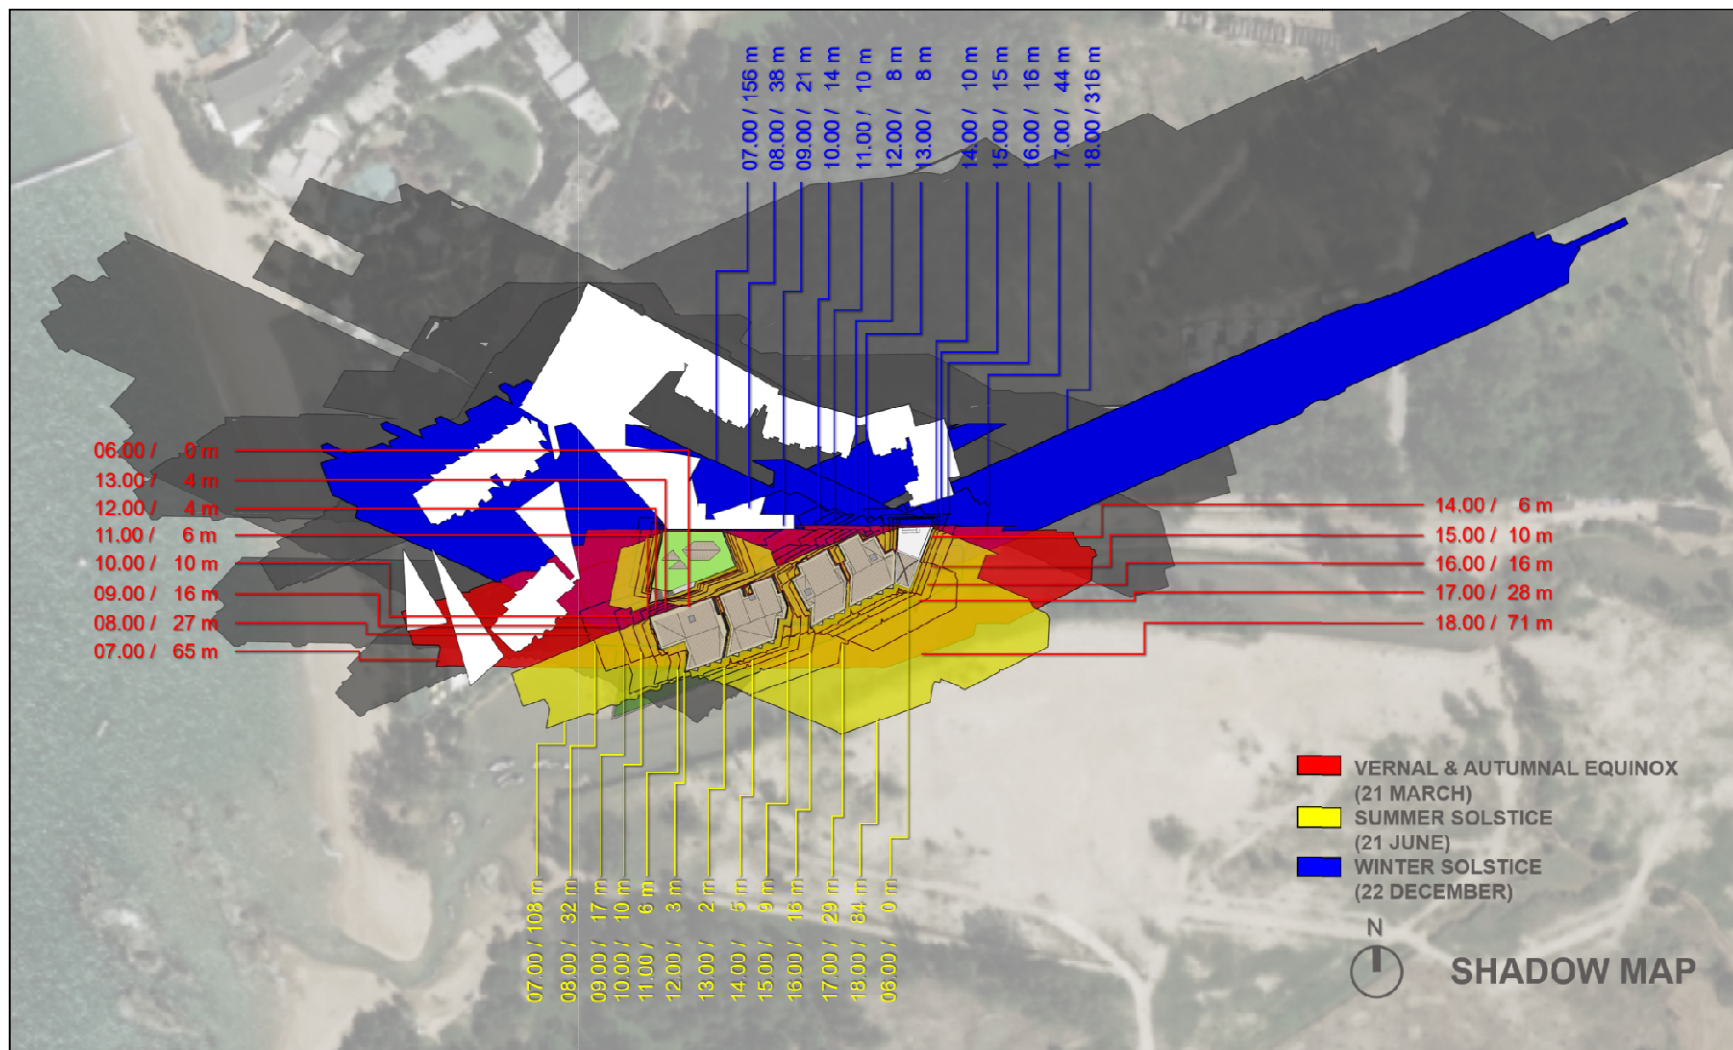 07.00 / 156 m
08.00 / 38 m
09.00 / 21 m
10.00 / 14 m
11.00 / 10 m
12.00 / 8 m
13.00 / 8 m
14.00 / 10 m
15.00 / 15 m
16.00 / 16 m
17.00 / 44 m
18.00 / 316 m
06.00 / 0 m
13.00 / 4 m
12.00 / 4 m
11.00 / 6 m
10.00 / 10 m
09.00 / 16 m
08.00 / 27 m
07.00 / 65 m
14.00 / 6 m
15.00 / 10 m
16.00 / 16 m
17.00 / 28 m
18.00 / 71 m
07.00 / 108 m
08.00 / 32 m
09.00 / 17 m
10.00 / 10 m
11.00 / 6 m
12.00 / 3 m
13.00 / 2 m
14.00 / 5 m
15.00 / 9 m
16.00 / 16 m
17.00 / 29 m
18.00 / 84 m
06.00 / 0 m
VERNAL & AUTUMNAL EQUINOX
(21 MARCH)
SUMMER SOLSTICE
(21 JUNE)
WINTER SOLSTICE
(22 DECEMBER)
N
SHADOW MAP